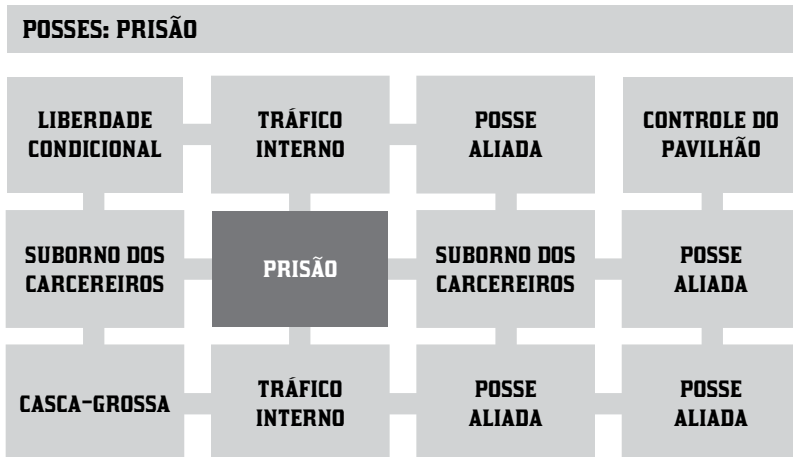 POSSES: PRISÃO
LIBERDADE
CONDICIONAL
TRÁFICO
INTERNO
POSSE
ALIADA
CONTROLE DO
PAVILHÃO
SUBORNO DOS
CARCEREIROS
PRISÃO
SUBORNO DOS
CARCEREIROS
POSSE
ALIADA
CASCA-GROSSA
TRÁFICO
INTERNO
POSSE
ALIADA
POSSE
ALIADA